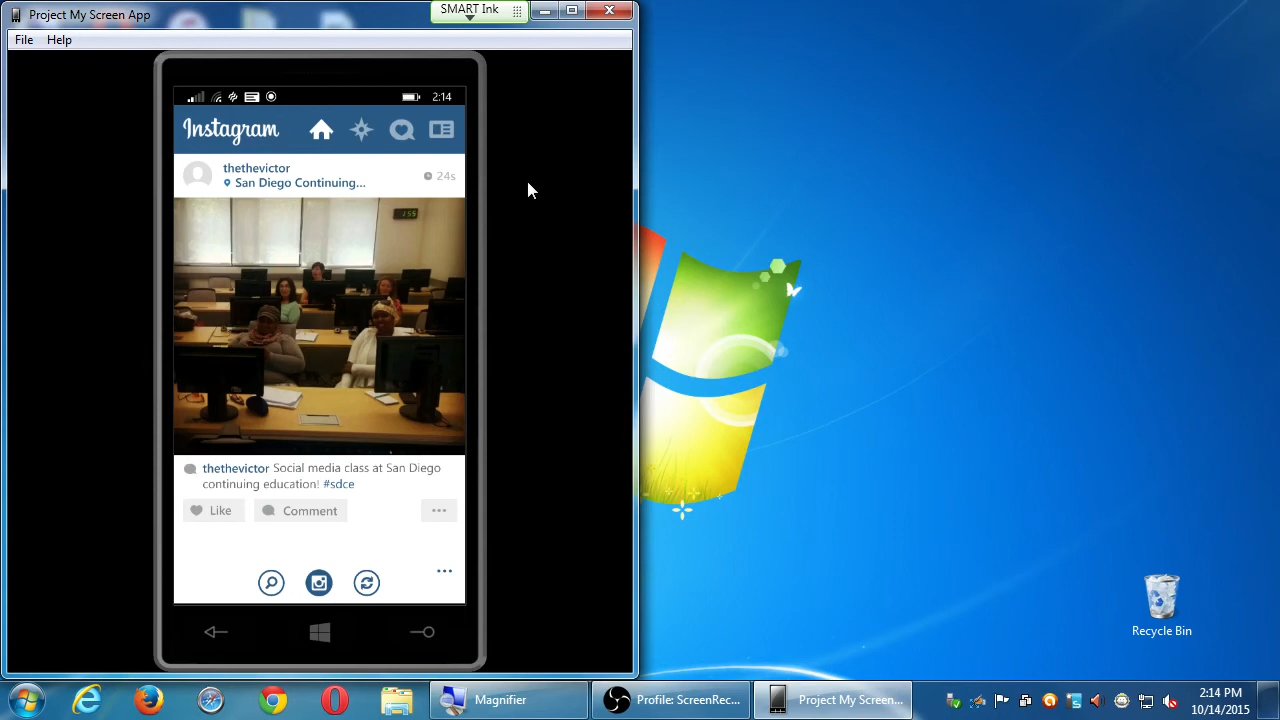 Project My Screen App
SMART Ink
File Help
2:14
Instagram
thethevictor
San Diego Continuing...
24s
1:55
thethevictor Social media class at San Diego
continuing education! #sdce
Like Comment
Recycle Bin
Magnifier
Profile: ScreenRec...
Project My Screen...
2:14 PM
10/14/2015